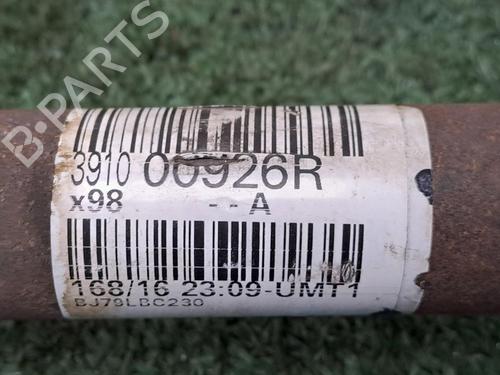 B-PARTS
3910 00926R
x98 - - A
168/16 23:09-UMT1
BJ79LBC230